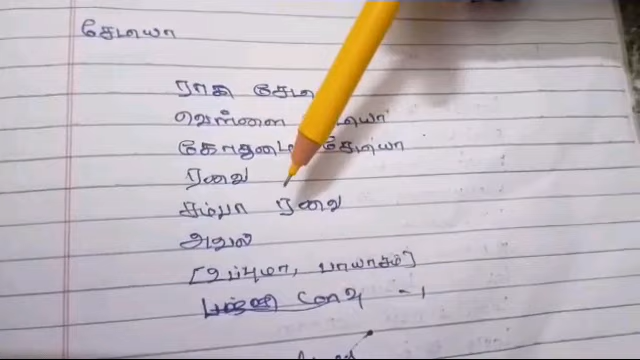 சேமியா
ராகி சேமி
வெள்ளை மியா
கோதுமை சேமியா
ரவை
சம்பா ரவை
அவல்
[உப்புமா, பாயாசம்]